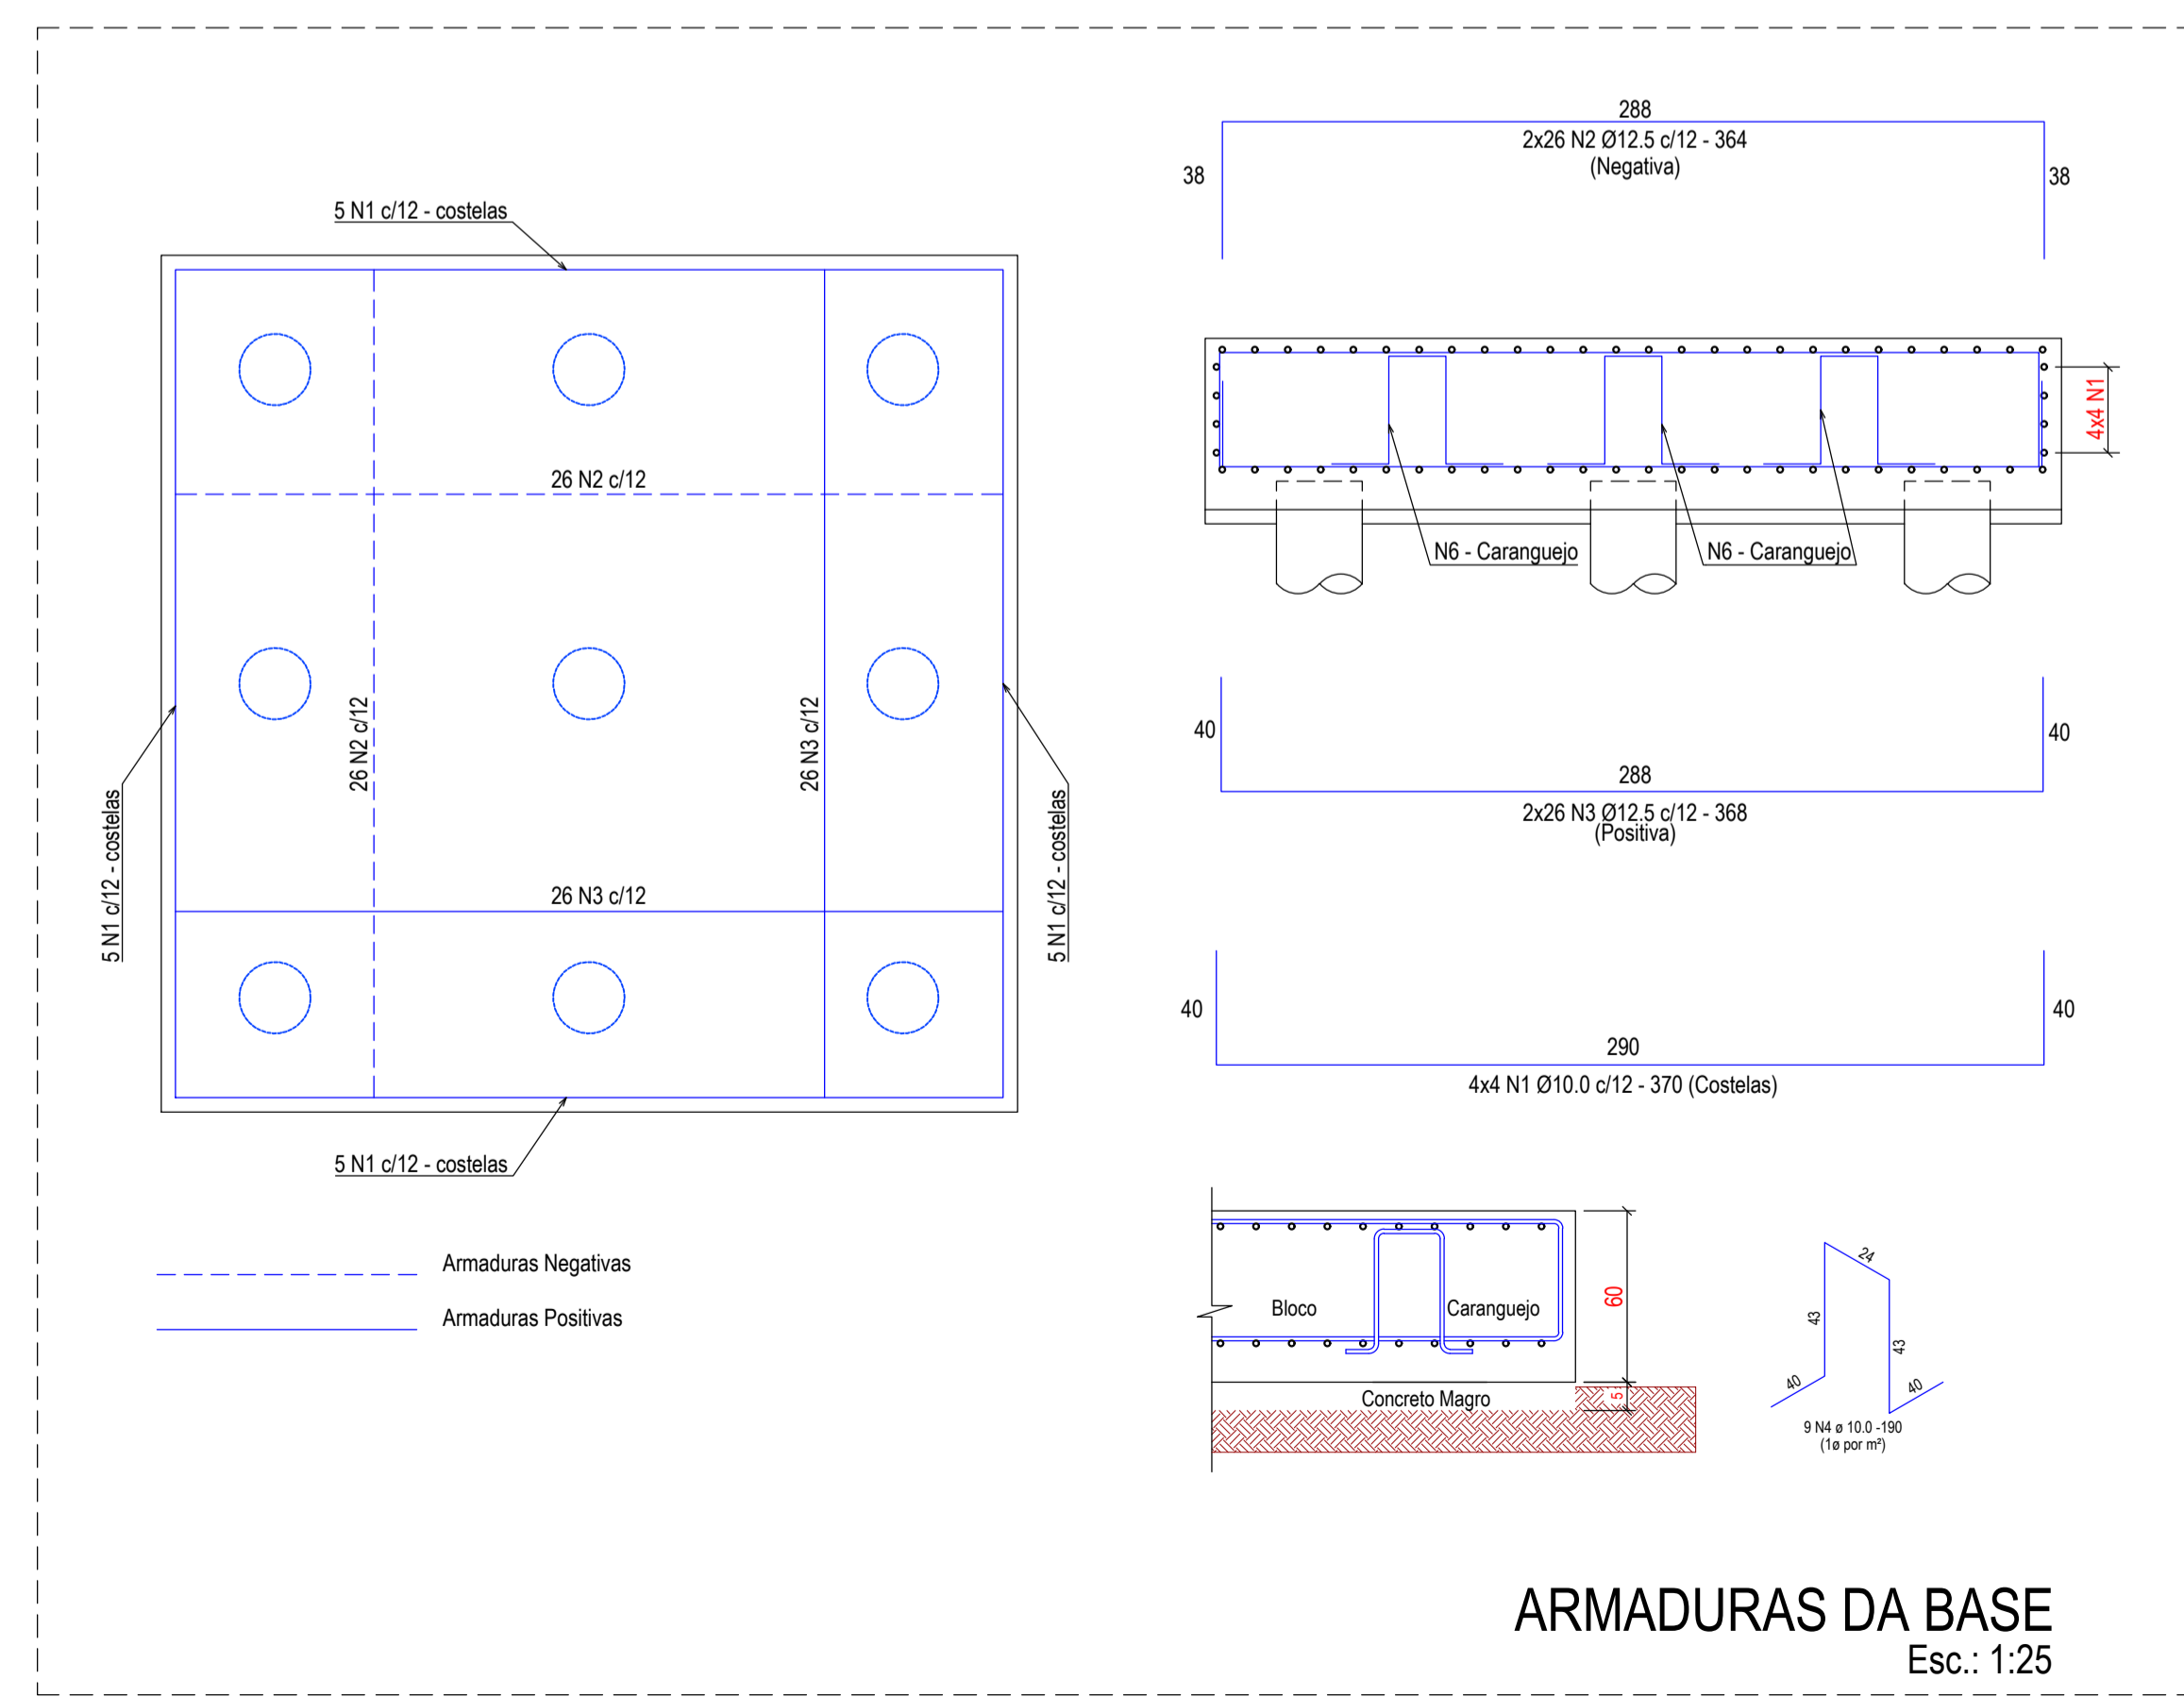 5 N1 c/12 - costelas
26 N2 c/12
26 N2 c/12
26 N3 c/12
26 N3 c/12
5 N1 c/12 - costelas
5 N1 c/12 - costelas
5 N1 c/12 - costelas
Armaduras Negativas
Armaduras Positivas
288
2x26 N2 Ø12.5 c/12 - 364
(Negativa)
38
38
4x4 N1
N6 - Caranguejo
N6 - Caranguejo
40
40
288
2x26 N3 Ø12.5 c/12 - 368
(Positiva)
40
40
290
4x4 N1 Ø10.0 c/12 - 370 (Costelas)
Bloco
Caranguejo
60
Concreto Magro
5
24
43
43
40
40
9 N4 ø 10.0 -190
(1ø por m²)
ARMADURAS DA BASE
Esc.: 1:25